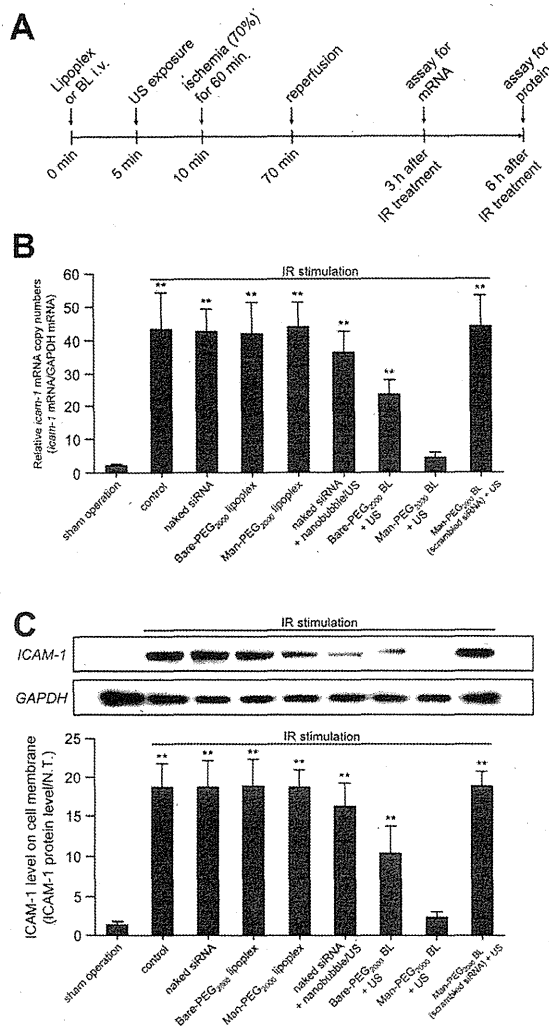 A
Lipoplex
or BL i.v.
US exposure
ischemia (70%)
for 60 min.
reperfusion
assay for
mRNA
assay for
protein
0 min
5 min
10 min
70 min
3 h after
IR treatment
6 h after
IR treatment
B
IR stimulation
Relative icam-1 mRNA copy numbers
(icam-1 mRNA/GAPDH mRNA)
60
50
40
30
20
10
0
**
**
**
**
**
**
**
sham operation
control
naked siRNA
Bare-PEG2000 lipoplex
Man-PEG2000 lipoplex
naked siRNA
+ nanobubble/US
Bare-PEG2000 BL
+ US
Man-PEG2000 BL
+ US
Man-PEG2000 BL
(scrambled siRNA) + US
C
IR stimulation
ICAM-1
GAPDH
IR stimulation
ICAM-1 level on cell membrane
(ICAM-1 protein level/N.T.)
25
20
15
10
5
0
**
**
**
**
**
**
**
sham operation
control
naked siRNA
Bare-PEG2000 lipoplex
Man-PEG2000 lipoplex
naked siRNA
+ nanobubble/US
Bare-PEG2000 BL
+ US
Man-PEG2000 BL
+ US
Man-PEG2000 BL
(scrambled siRNA) + US